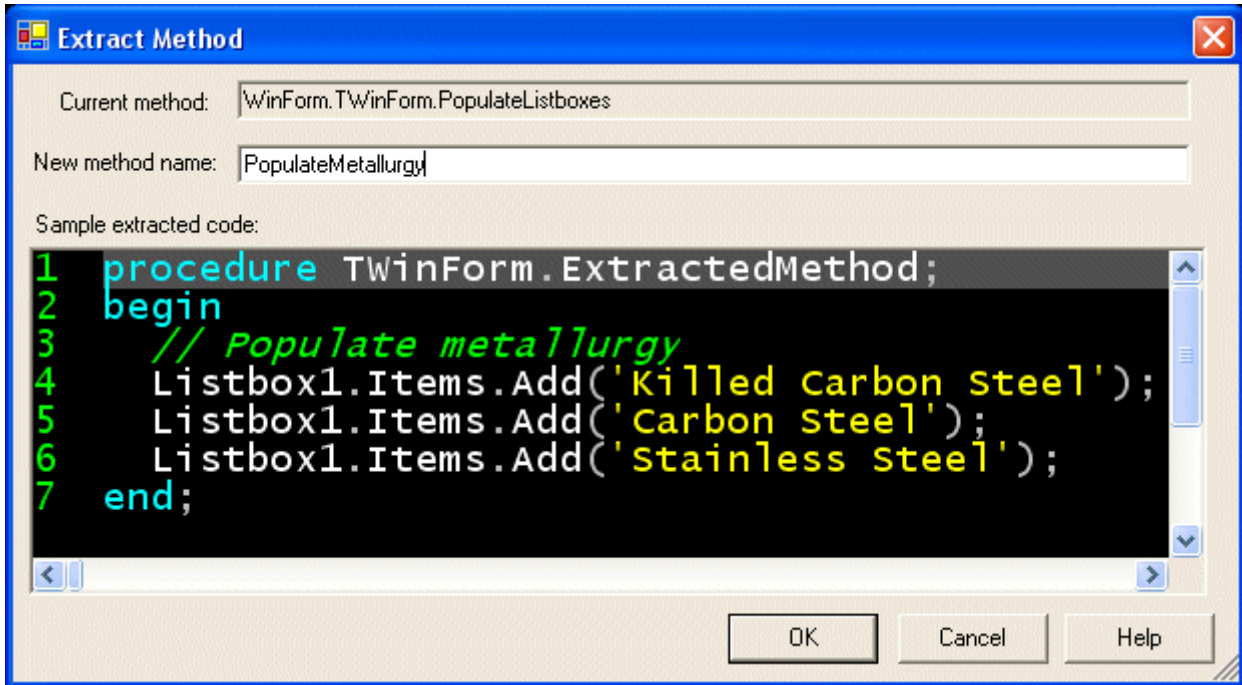 Extract Method
Current method: WinForm.TWinForm.PopulateListboxes
New method name: PopulateMetallurgy
Sample extracted code:
1 procedure TWinForm.ExtractedMethod;
2 begin
3 // Populate metallurgy
4 Listbox1.Items.Add('Killed Carbon Steel');
5 Listbox1.Items.Add('Carbon Steel');
6 Listbox1.Items.Add('Stainless Steel');
7 end;
OK Cancel Help